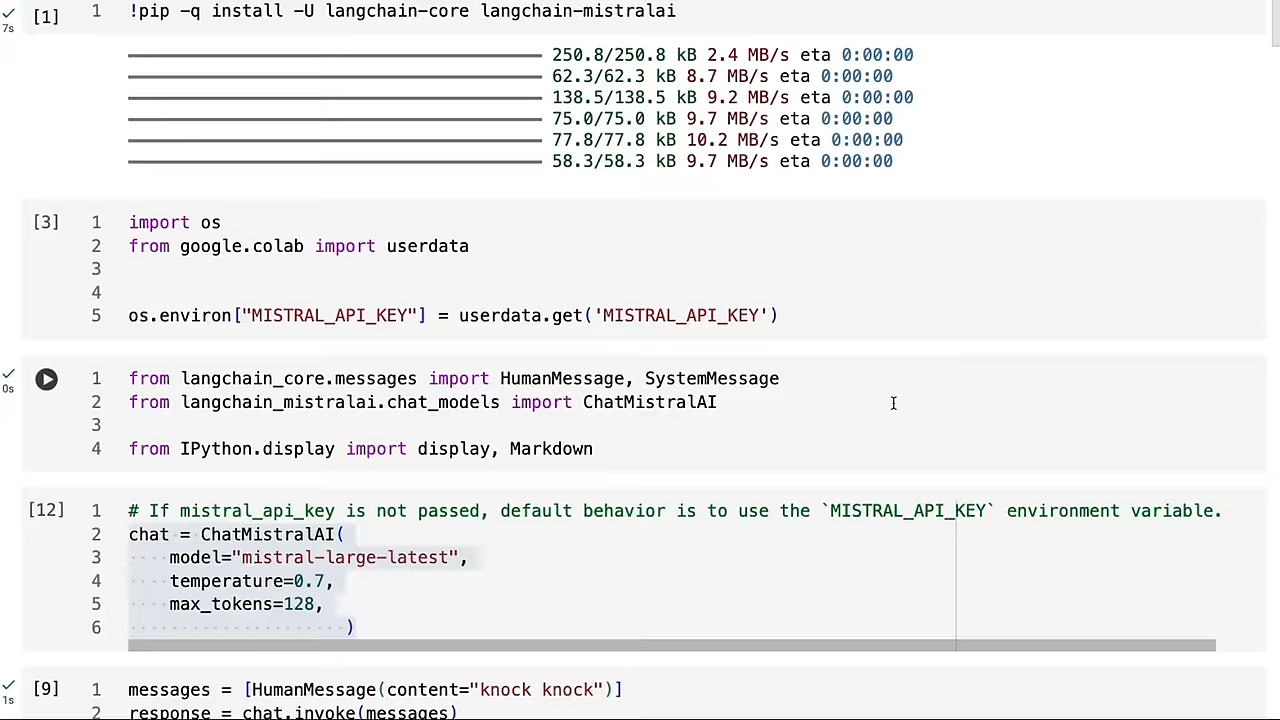 [1] 1 !pip -q install -U langchain-core langchain-mistralai
7s
250.8/250.8 kB 2.4 MB/s eta 0:00:00
62.3/62.3 kB 8.7 MB/s eta 0:00:00
138.5/138.5 kB 9.2 MB/s eta 0:00:00
75.0/75.0 kB 9.7 MB/s eta 0:00:00
77.8/77.8 kB 10.2 MB/s eta 0:00:00
58.3/58.3 kB 9.7 MB/s eta 0:00:00
[3] 1 import os
2 from google.colab import userdata
3
4
5 os.environ["MISTRAL_API_KEY"] = userdata.get('MISTRAL_API_KEY')
1 from langchain_core.messages import HumanMessage, SystemMessage
0s
2 from langchain_mistralai.chat_models import ChatMistralAI
3
4 from IPython.display import display, Markdown
[12] 1 # If mistral_api_key is not passed, default behavior is to use the `MISTRAL_API_KEY` environment variable.
2 chat = ChatMistralAI(
3 model="mistral-large-latest",
4 temperature=0.7,
5 max_tokens=128,
6 )
[9] 1 messages = [HumanMessage(content="knock knock")]
1s
2 response = chat.invoke(messages)